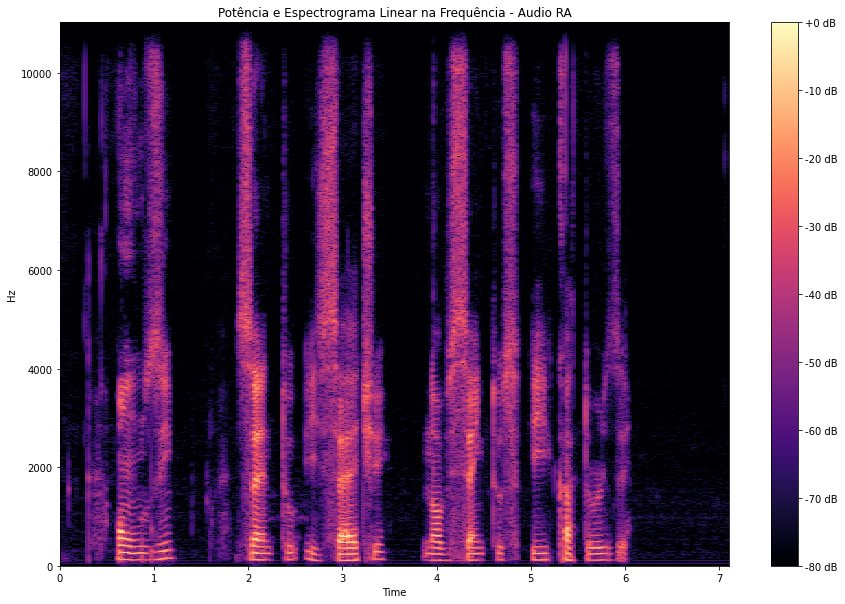 Potência e Espectrograma Linear na Frequência - Audio RA
Hz
10000
8000
6000
4000
2000
0
0 1 2 3 4 5 6 7
Time
+0 dB
-10 dB
-20 dB
-30 dB
-40 dB
-50 dB
-60 dB
-70 dB
-80 dB